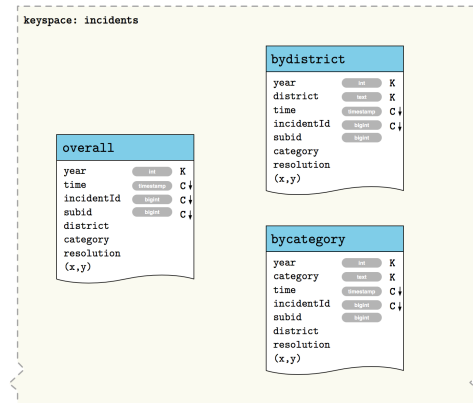 keyspace: incidents
overall
year int K
time timestamp C↓
incidentId bigint C↓
subid bigint C↓
district
category
resolution
(x,y)
bydistrict
year int K
district text K
time timestamp C↓
incidentId bigint C↓
subid bigint
category
resolution
(x,y)
bycategory
year int K
category text K
time timestamp C↓
incidentId bigint C↓
subid bigint
district
resolution
(x,y)